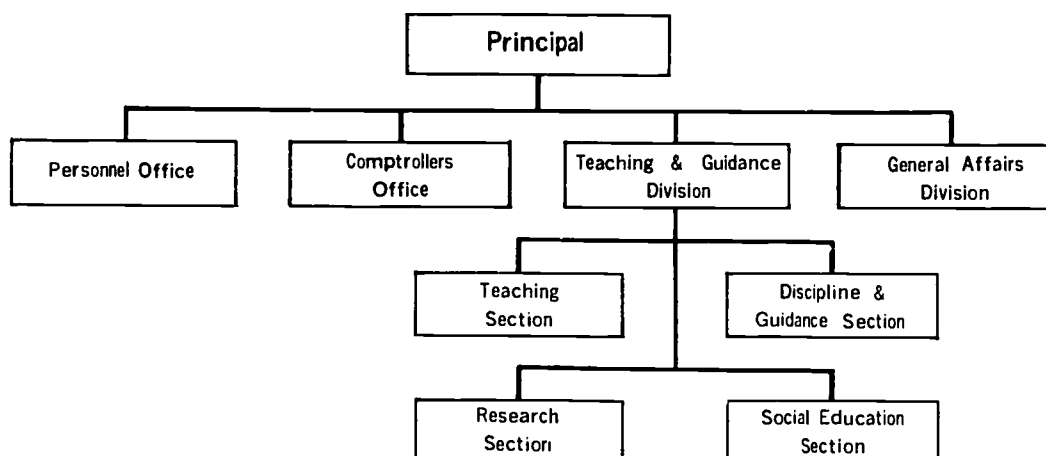 Principal
Personnel Office
Comptrollers
Office
Teaching & Guidance
Division
General Affairs
Division
Teaching
Section
Discipline &
Guidance Section
Research
Section
Social Education
Section